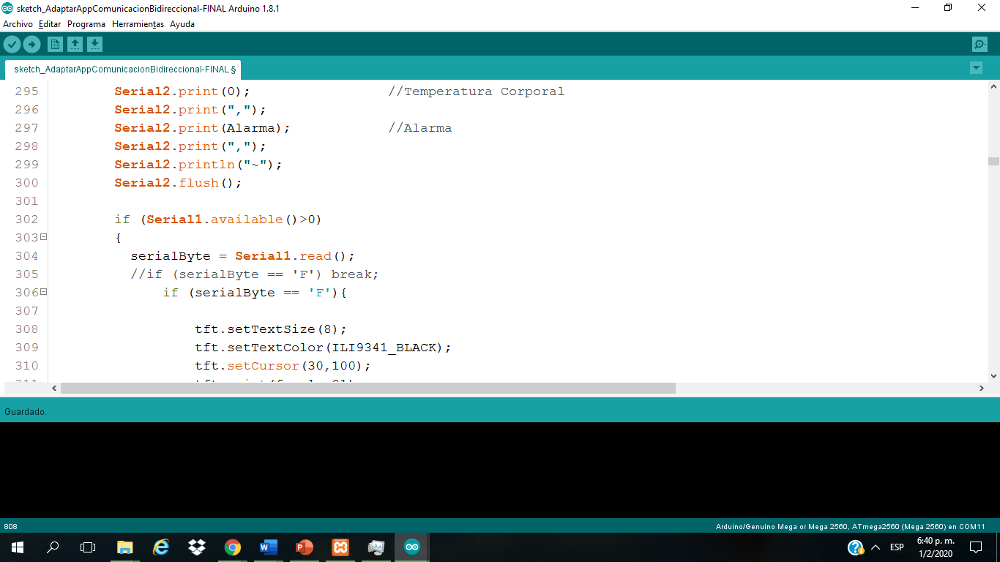 sketch_AdaptarAppComunicacionBidireccional-FINAL Arduino 1.8.1
Archivo Editar Programa Herramientas Ayuda
sketch_AdaptarAppComunicacionBidireccional-FINAL §
295 Serial2.print(0); //Temperatura Corporal
296 Serial2.print(",");
297 Serial2.print(Alarma); //Alarma
298 Serial2.print(",");
299 Serial2.println("~");
300 Serial2.flush();
301
302 if (Serial1.available()>0)
303 {
304 serialByte = Serial1.read();
305 //if (serialByte == 'F') break;
306 if (serialByte == 'F'){
307
308 tft.setTextSize(8);
309 tft.setTextColor(ILI9341_BLACK);
310 tft.setCursor(30,100);
Guardado.
808
Arduino/Genuino Mega or Mega 2560, ATmega2560 (Mega 2560) en COM11
ESP
6:40 p. m.
1/2/2020